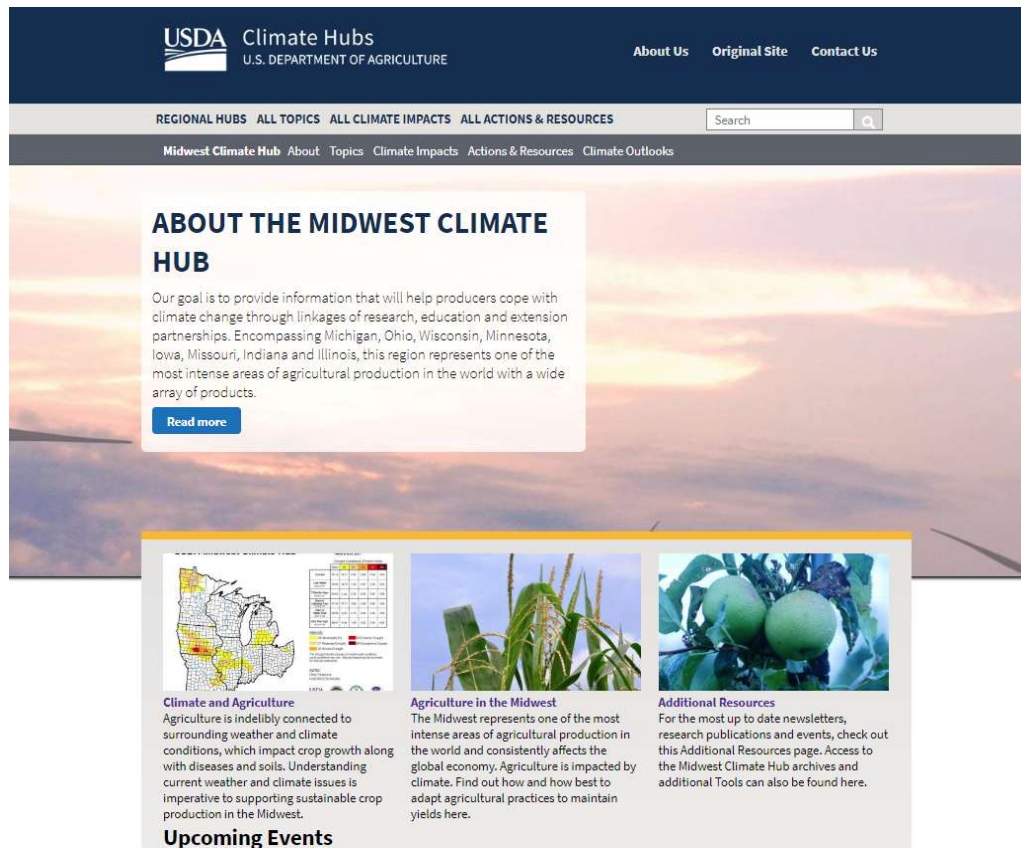 USDA Climate Hubs
U.S. DEPARTMENT OF AGRICULTURE
About Us Original Site Contact Us
REGIONAL HUBS ALL TOPICS ALL CLIMATE IMPACTS ALL ACTIONS & RESOURCES
Search
Midwest Climate Hub About Topics Climate Impacts Actions & Resources Climate Outlooks
ABOUT THE MIDWEST CLIMATE
HUB
Our goal is to provide information that will help producers cope with
climate change through linkages of research, education and extension
partnerships. Encompassing Michigan, Ohio, Wisconsin, Minnesota,
Iowa, Missouri, Indiana and Illinois, this region represents one of the
most intense areas of agricultural production in the world with a wide
array of products.
Read more
Climate and Agriculture
Agriculture is indelibly connected to
surrounding weather and climate
conditions, which impact crop growth along
with diseases and soils. Understanding
current weather and climate issues is
imperative to supporting sustainable crop
production in the Midwest.
Agriculture in the Midwest
The Midwest represents one of the most
intense areas of agricultural production in
the world and consistently affects the
global economy. Agriculture is impacted by
climate. Find out how and how best to
adapt agricultural practices to maintain
yields here.
Additional Resources
For the most up to date newsletters,
research publications and events, check out
this Additional Resources page. Access to
the Midwest Climate Hub archives and
additional Tools can also be found here.
Upcoming Events